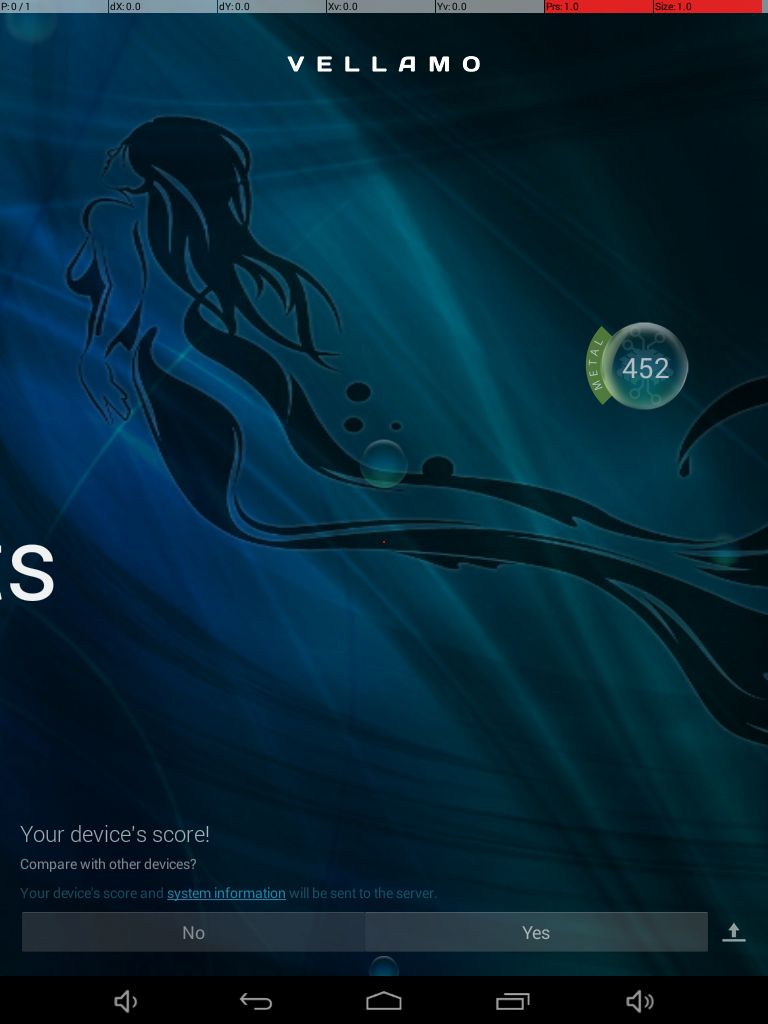 P: 0 / 1 dX: 0.0 dY: 0.0 Xv: 0.0 Yv: 0.0 Prs: 1.0 Size: 1.0
VELLAMO
METAL
452
ts
Your device's score!
Compare with other devices?
Your device's score and system information will be sent to the server.
No Yes